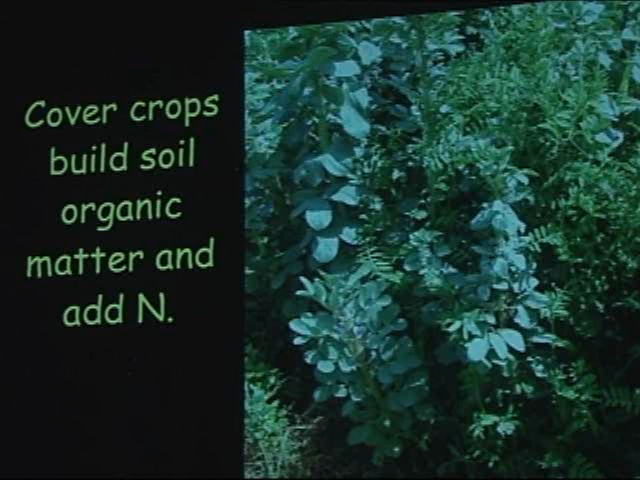 Cover crops
build soil
organic
matter and
add N.